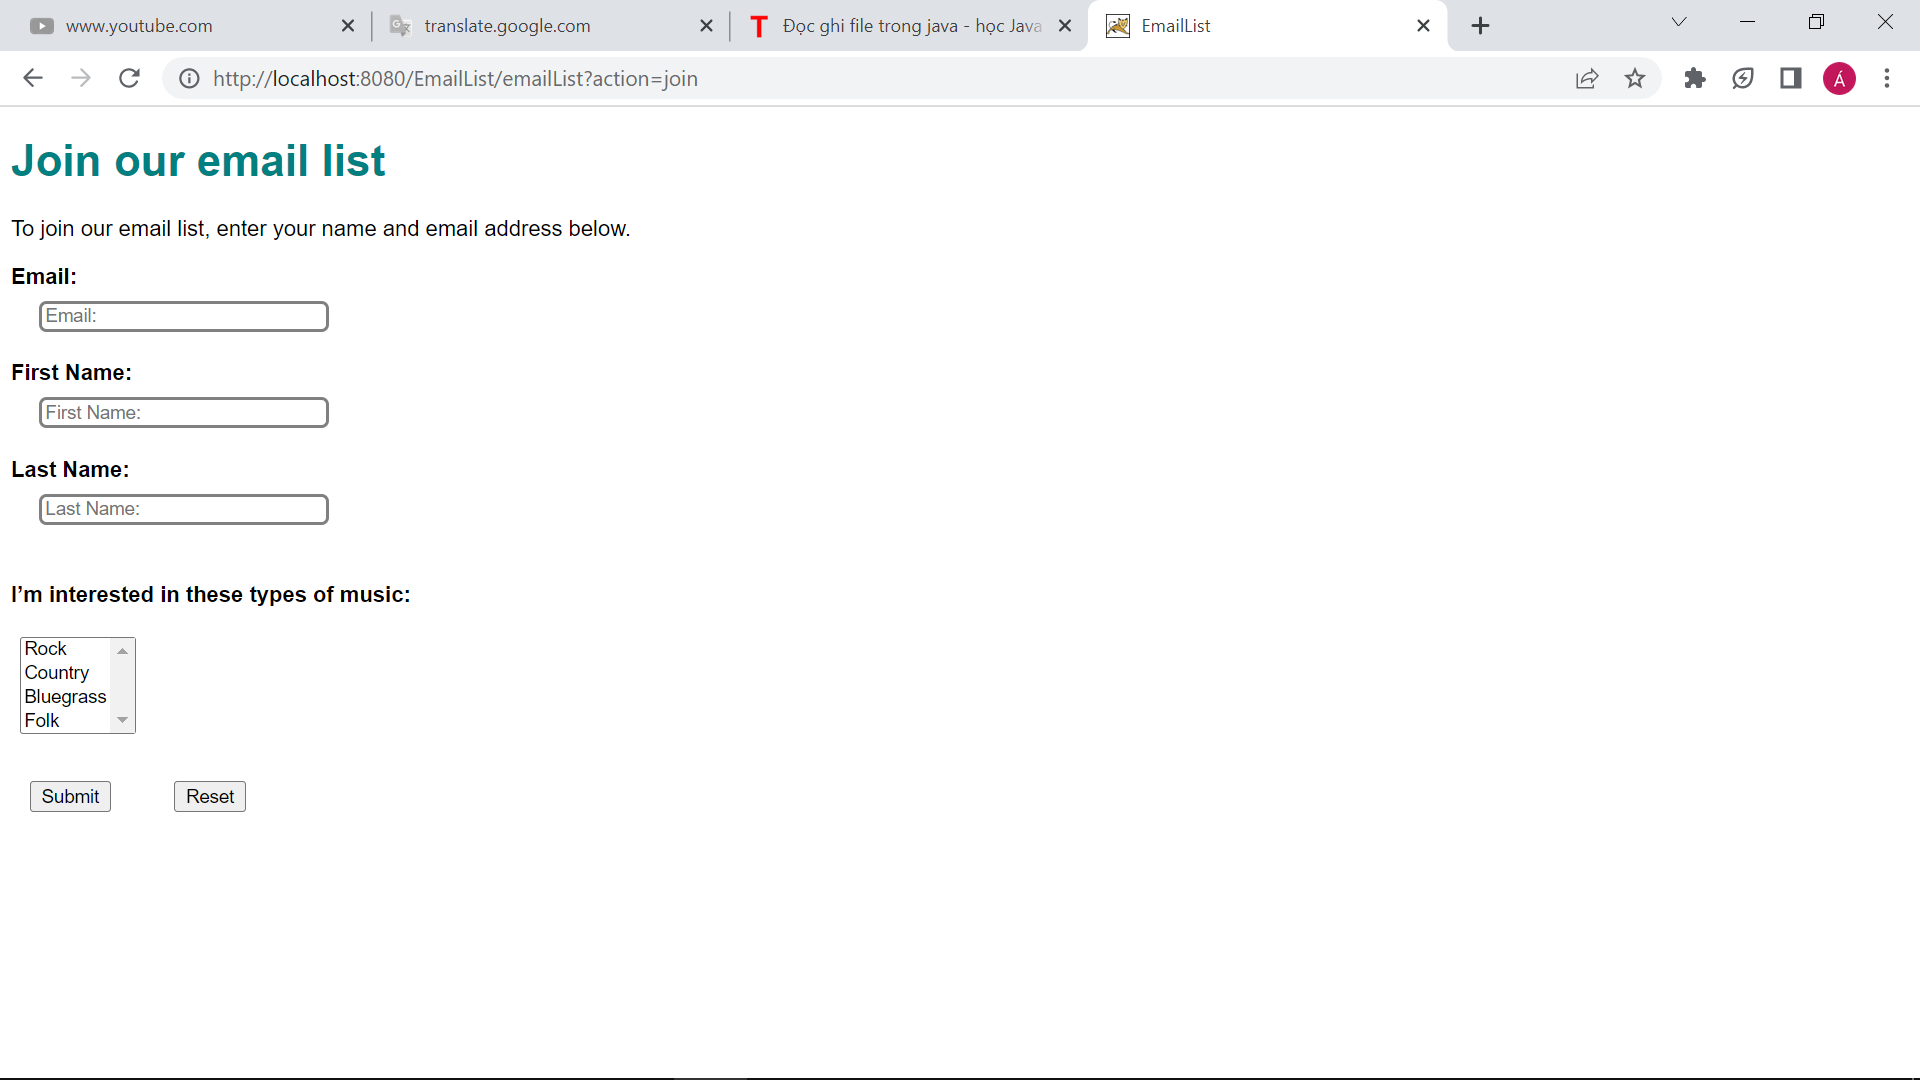 www.youtube.com
translate.google.com
T Đọc ghi file trong java - học Java
EmailList
http://localhost:8080/EmailList/emailList?action=join
Á
Join our email list
To join our email list, enter your name and email address below.
Email:
Email:
First Name:
First Name:
Last Name:
Last Name:
I’m interested in these types of music:
Rock
Country
Bluegrass
Folk
Submit Reset